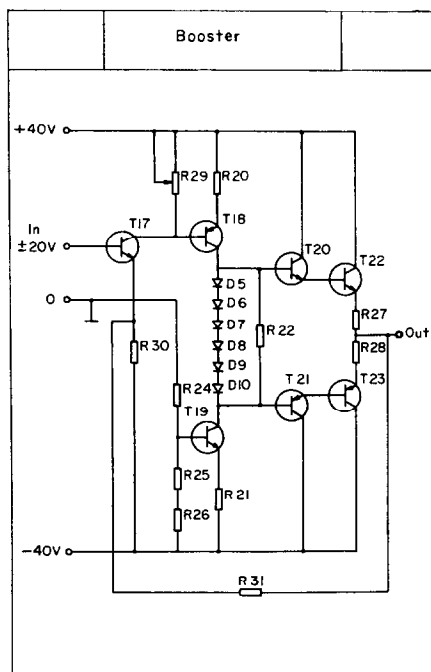 Booster
+40V
R29
R20
In
T17
T18
±20V
T20
T22
D5
D6
0
R27
D7
R22
Out
R30
D8
R28
D9
R24
D10
T21
T23
T19
R25
R21
R26
-40V
R31